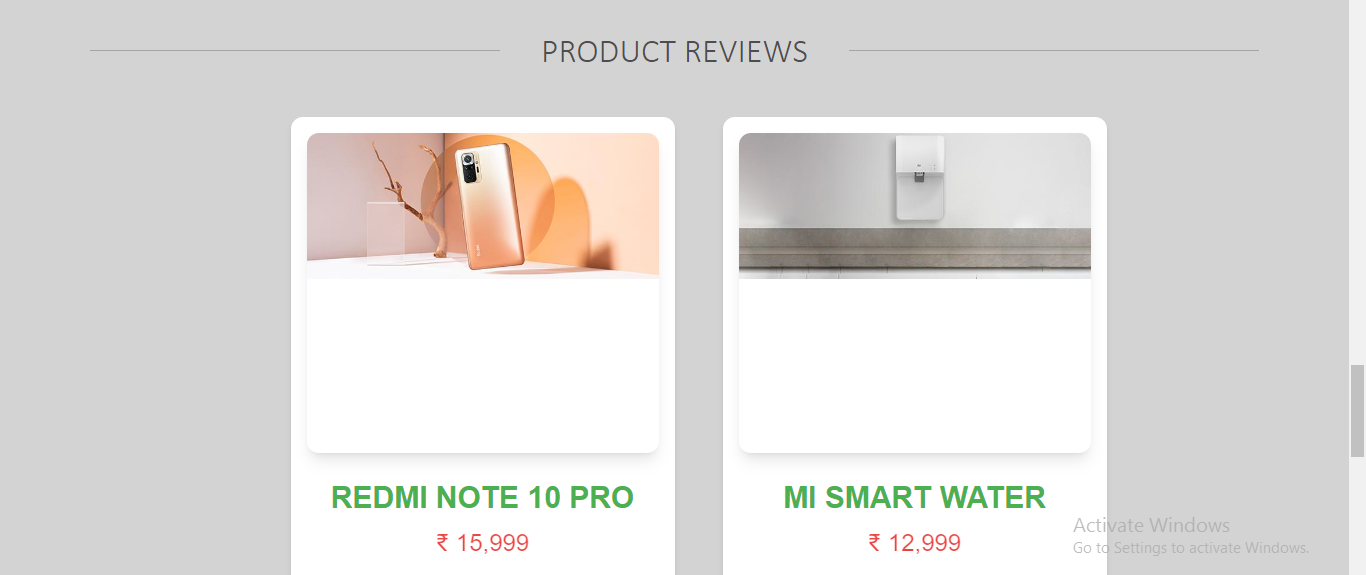 PRODUCT REVIEWS
REDMI NOTE 10 PRO
₹ 15,999
MI SMART WATER
₹ 12,999
Activate Windows
Go to Settings to activate Windows.